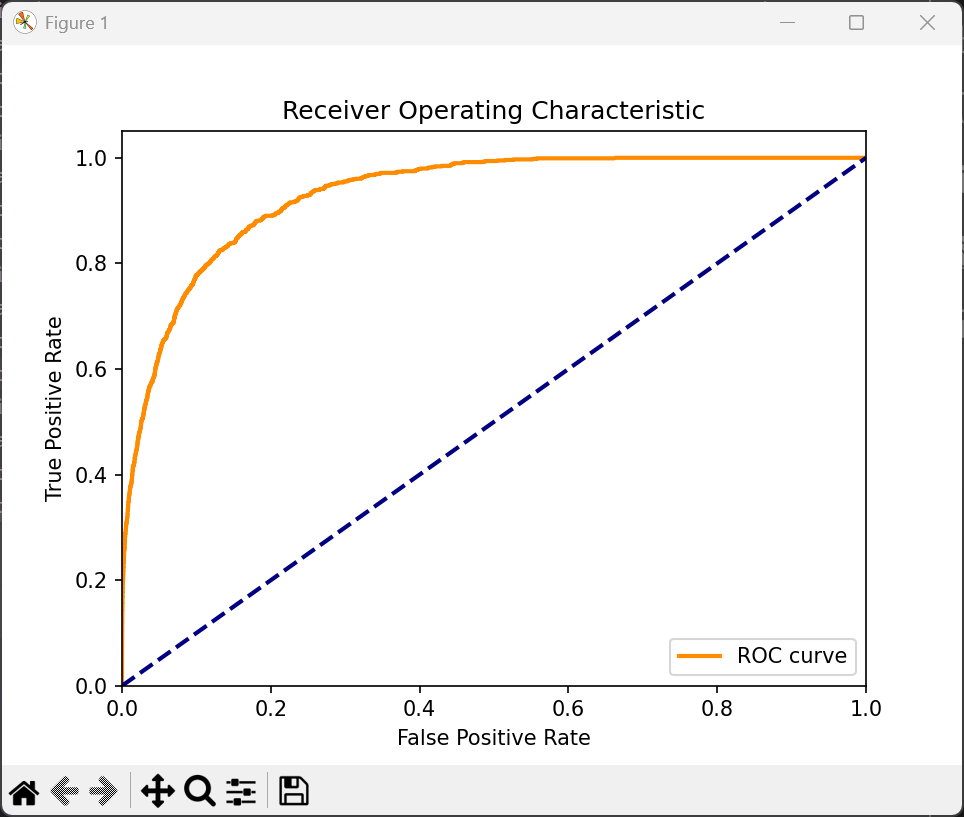 Figure 1
Receiver Operating Characteristic
1.0
0.8
0.6
0.4
0.2
0.0
True Positive Rate
ROC curve
0.0 0.2 0.4 0.6 0.8 1.0
False Positive Rate